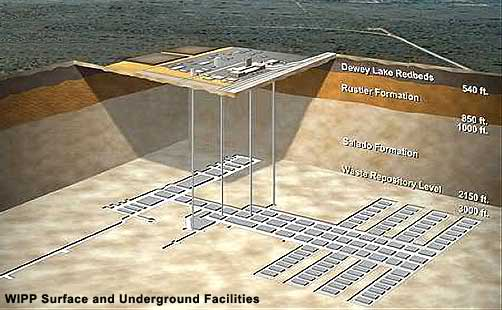 Dewey Lake Redbeds
540 ft.
Rustler Formation
850 ft.
1000 ft.
Salado Formation
Waste Repository Level
2150 ft.
3000 ft.
WIPP Surface and Underground Facilities